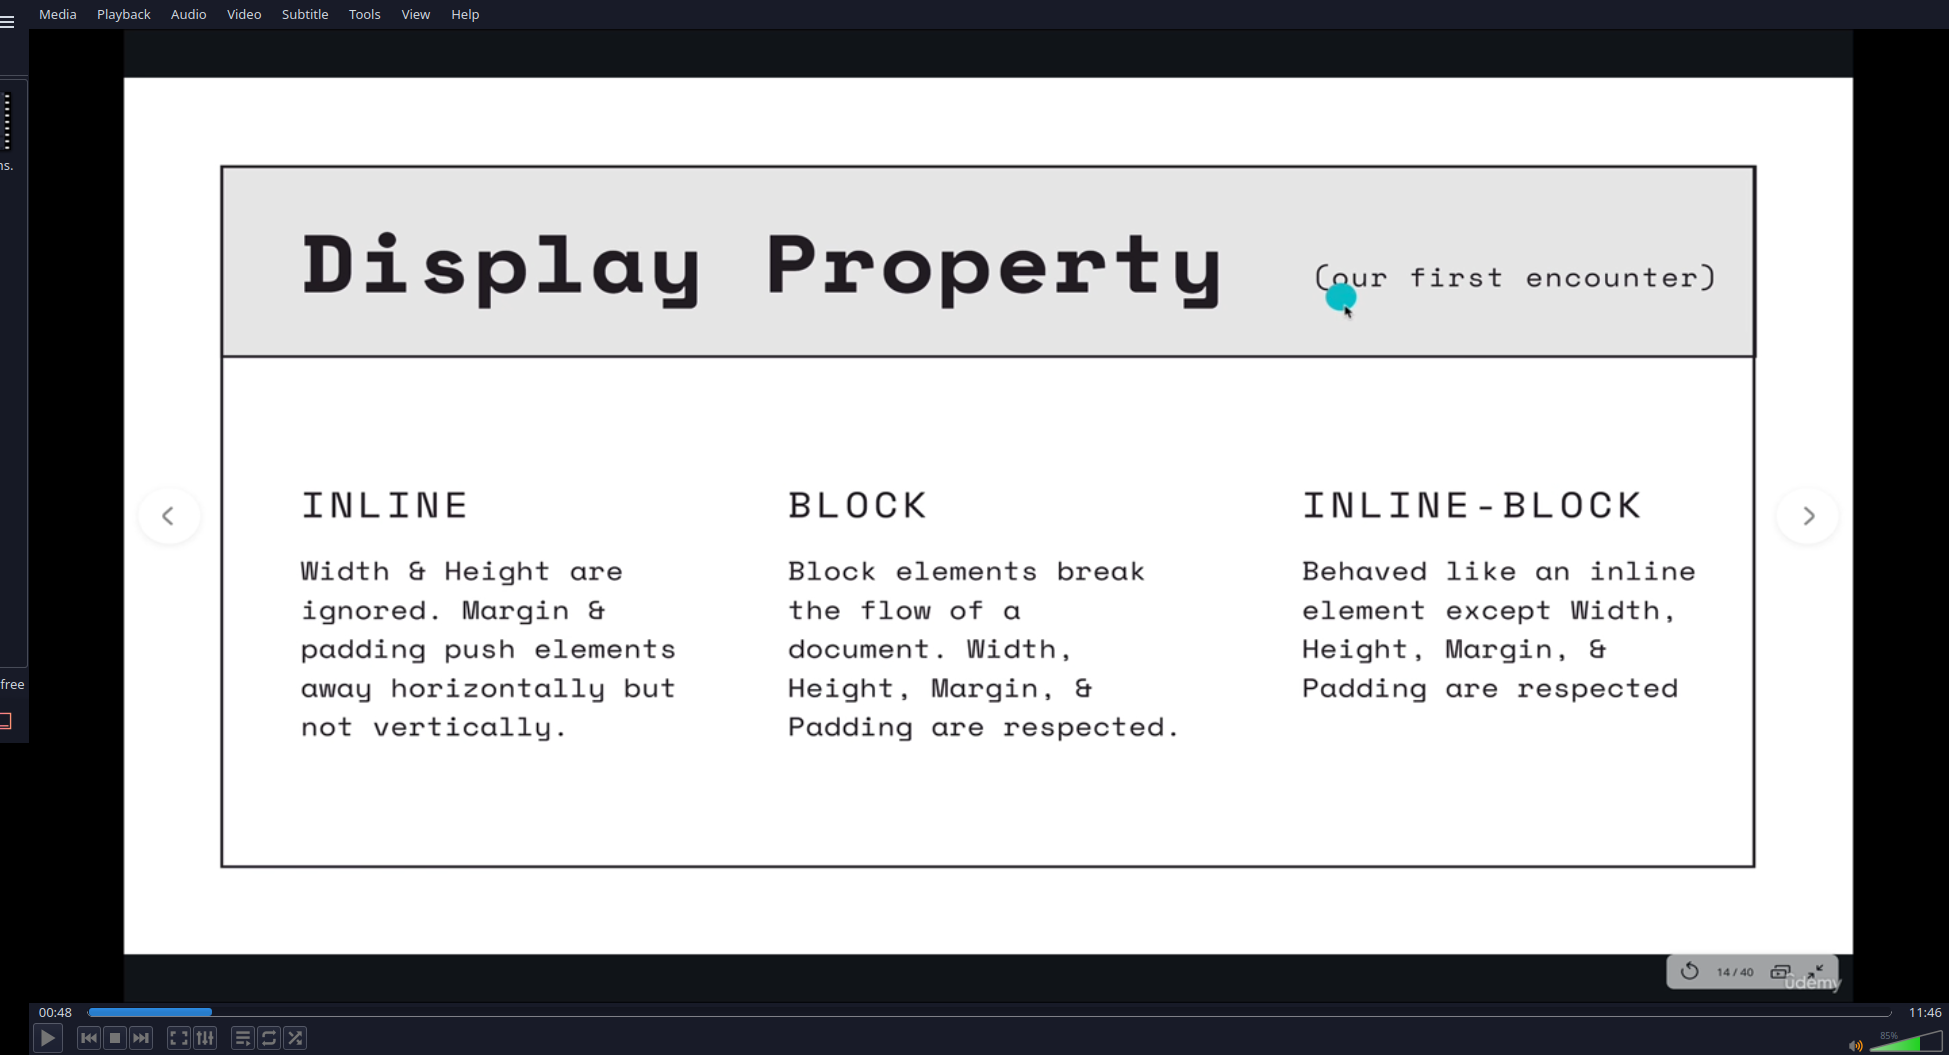 Media Playback Audio Video Subtitle Tools View Help
ns.
free
Display Property (our first encounter)
INLINE
Width & Height are
ignored. Margin &
padding push elements
away horizontally but
not vertically.
BLOCK
Block elements break
the flow of a
document. Width,
Height, Margin, &
Padding are respected.
INLINE-BLOCK
Behaved like an inline
element except Width,
Height, Margin, &
Padding are respected
14 / 40
ûdemy
00:48
11:46
85%